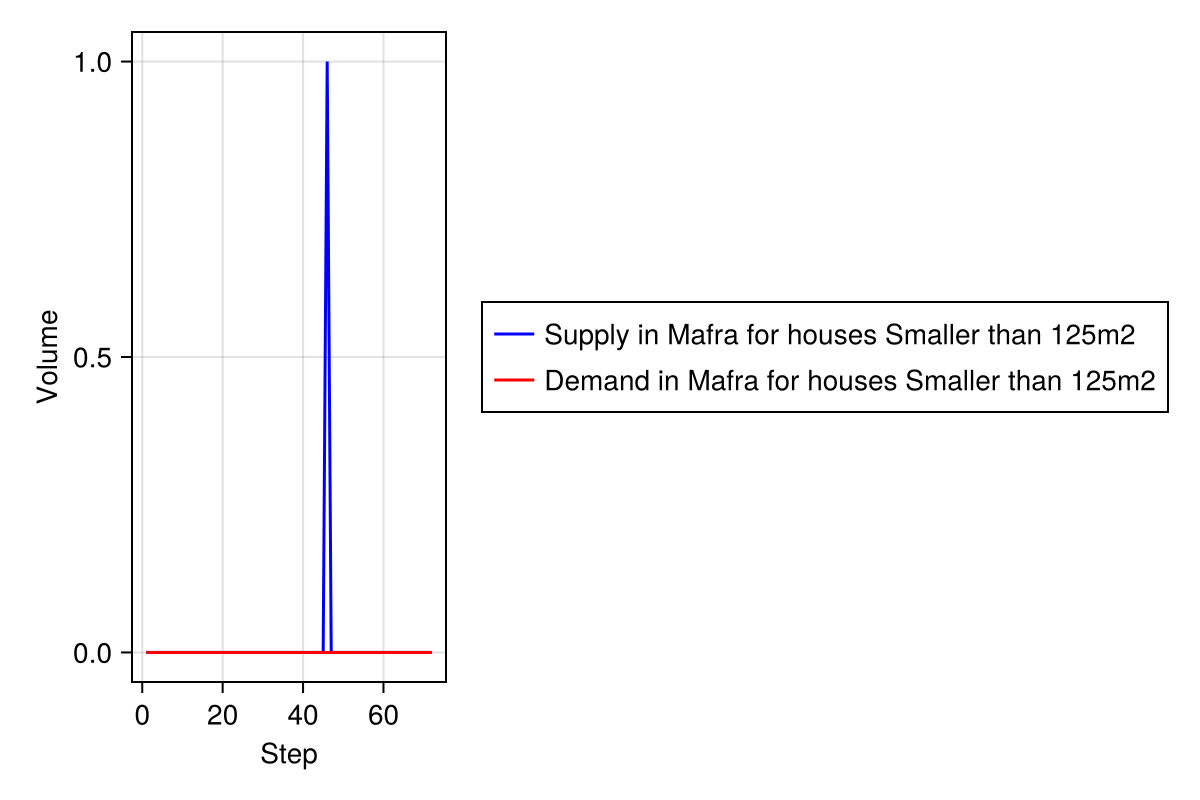 1.0
0.5
0.0
Volume
0 20 40 60
Step
Supply in Mafra for houses Smaller than 125m2
Demand in Mafra for houses Smaller than 125m2